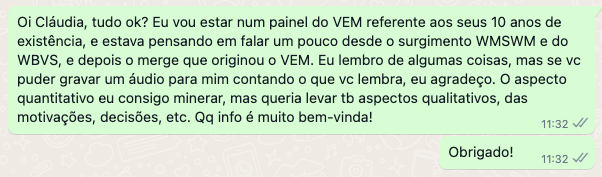 Oi Cláudia, tudo ok? Eu vou estar num painel do VEM referente aos seus 10 anos de
existência, e estava pensando em falar um pouco desde o surgimento WMSWM e do
WBVS, e depois o merge que originou o VEM. Eu lembro de algumas coisas, mas se vc
puder gravar um áudio para mim contando o que vc lembra, eu agradeço. O aspecto
quantitativo eu consigo minerar, mas queria levar tb aspectos qualitativos, das
motivações, decisões, etc. Qq info é muito bem-vinda!
11:32
Obrigado!
11:32